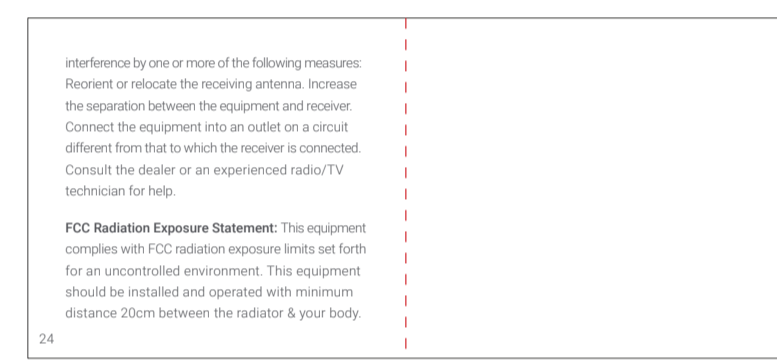 interference by one or more of the following measures:
Reorient or relocate the receiving antenna. Increase
the separation between the equipment and receiver.
Connect the equipment into an outlet on a circuit
different from that to which the receiver is connected.
Consult the dealer or an experienced radio/TV
technician for help.
FCC Radiation Exposure Statement: This equipment
complies with FCC radiation exposure limits set forth
for an uncontrolled environment. This equipment
should be installed and operated with minimum
distance 20cm between the radiator & your body.
24